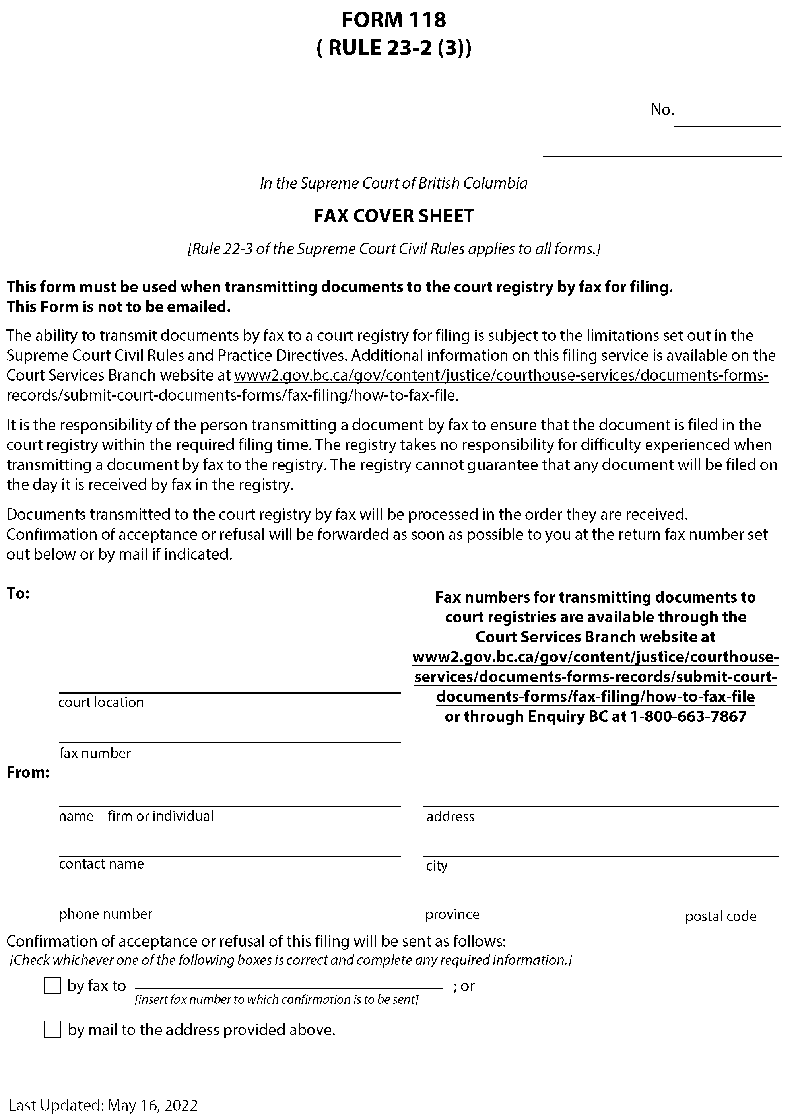 FORM 118
( RULE 23-2 (3))
No.
In the Supreme Court of British Columbia
FAX COVER SHEET
[Rule 22-3 of the Supreme Court Civil Rules applies to all forms.]
This form must be used when transmitting documents to the court registry by fax for filing.
This Form is not to be emailed.
The ability to transmit documents by fax to a court registry for filing is subject to the limitations set out in the
Supreme Court Civil Rules and Practice Directives. Additional information on this filing service is available on the
Court Services Branch website at www2.gov.bc.ca/gov/content/justice/courthouse-services/documents-forms-
records/submit-court-documents-forms/fax-filing/how-to-fax-file.
It is the responsibility of the person transmitting a document by fax to ensure that the document is filed in the
court registry within the required filing time. The registry takes no responsibility for difficulty experienced when
transmitting a document by fax to the registry. The registry cannot guarantee that any document will be filed on
the day it is received by fax in the registry.
Documents transmitted to the court registry by fax will be processed in the order they are received.
Confirmation of acceptance or refusal will be forwarded as soon as possible to you at the return fax number set
out below or by mail if indicated.
To:
Fax numbers for transmitting documents to
court registries are available through the
Court Services Branch website at
www2.gov.bc.ca/gov/content/justice/courthouse-
services/documents-forms-records/submit-court-
documents-forms/fax-filing/how-to-fax-file
or through Enquiry BC at 1-800-663-7867
court location
fax number
From:
name firm or individual address
contact name city
phone number province postal code
Confirmation of acceptance or refusal of this filing will be sent as follows:
[Check whichever one of the following boxes is correct and complete any required information.]
by fax to ; or
[insert fax number to which confirmation is to be sent]
by mail to the address provided above.
Last Updated: May 16, 2022